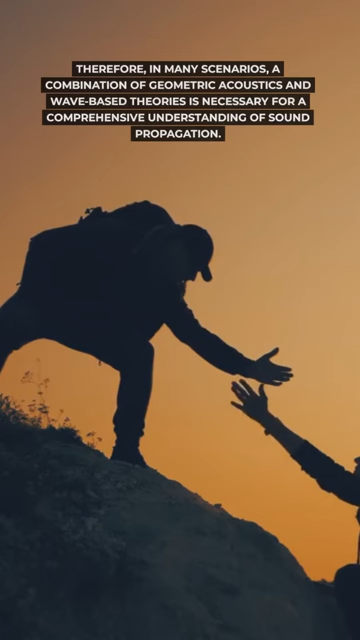 THEREFORE, IN MANY SCENARIOS, A
COMBINATION OF GEOMETRIC ACOUSTICS AND
WAVE-BASED THEORIES IS NECESSARY FOR A
COMPREHENSIVE UNDERSTANDING OF SOUND
PROPAGATION.